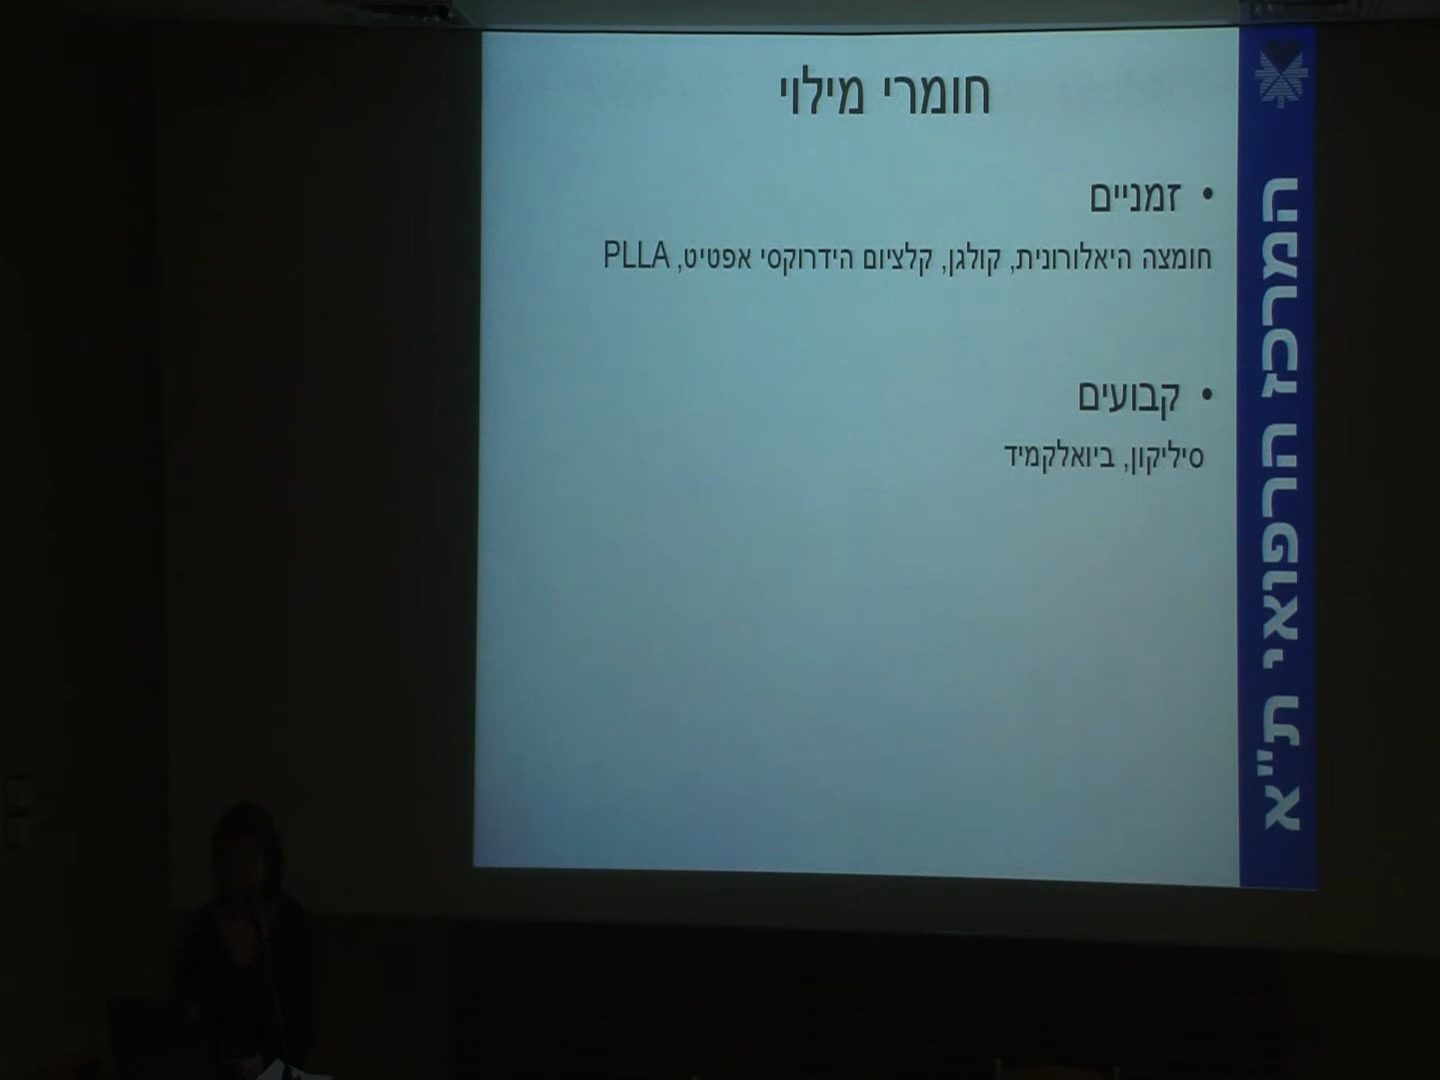 חומרי מילוי
• זמניים
חומצה היאלורונית, קולגן, קלציום הידרוקסי אפטיט, PLLA
• קבועים
סיליקון, ביואלקמיד
המרכז הרפואי ת"א